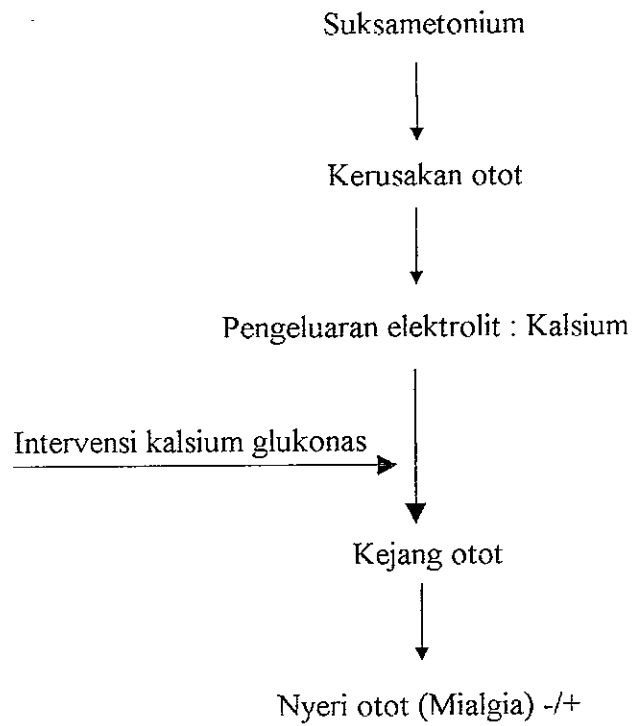 Suksametonium
Kerusakan otot
Pengeluaran elektrolit : Kalsium
Intervensi kalsium glukonas
Kejang otot
Nyeri otot (Mialgia) -/+